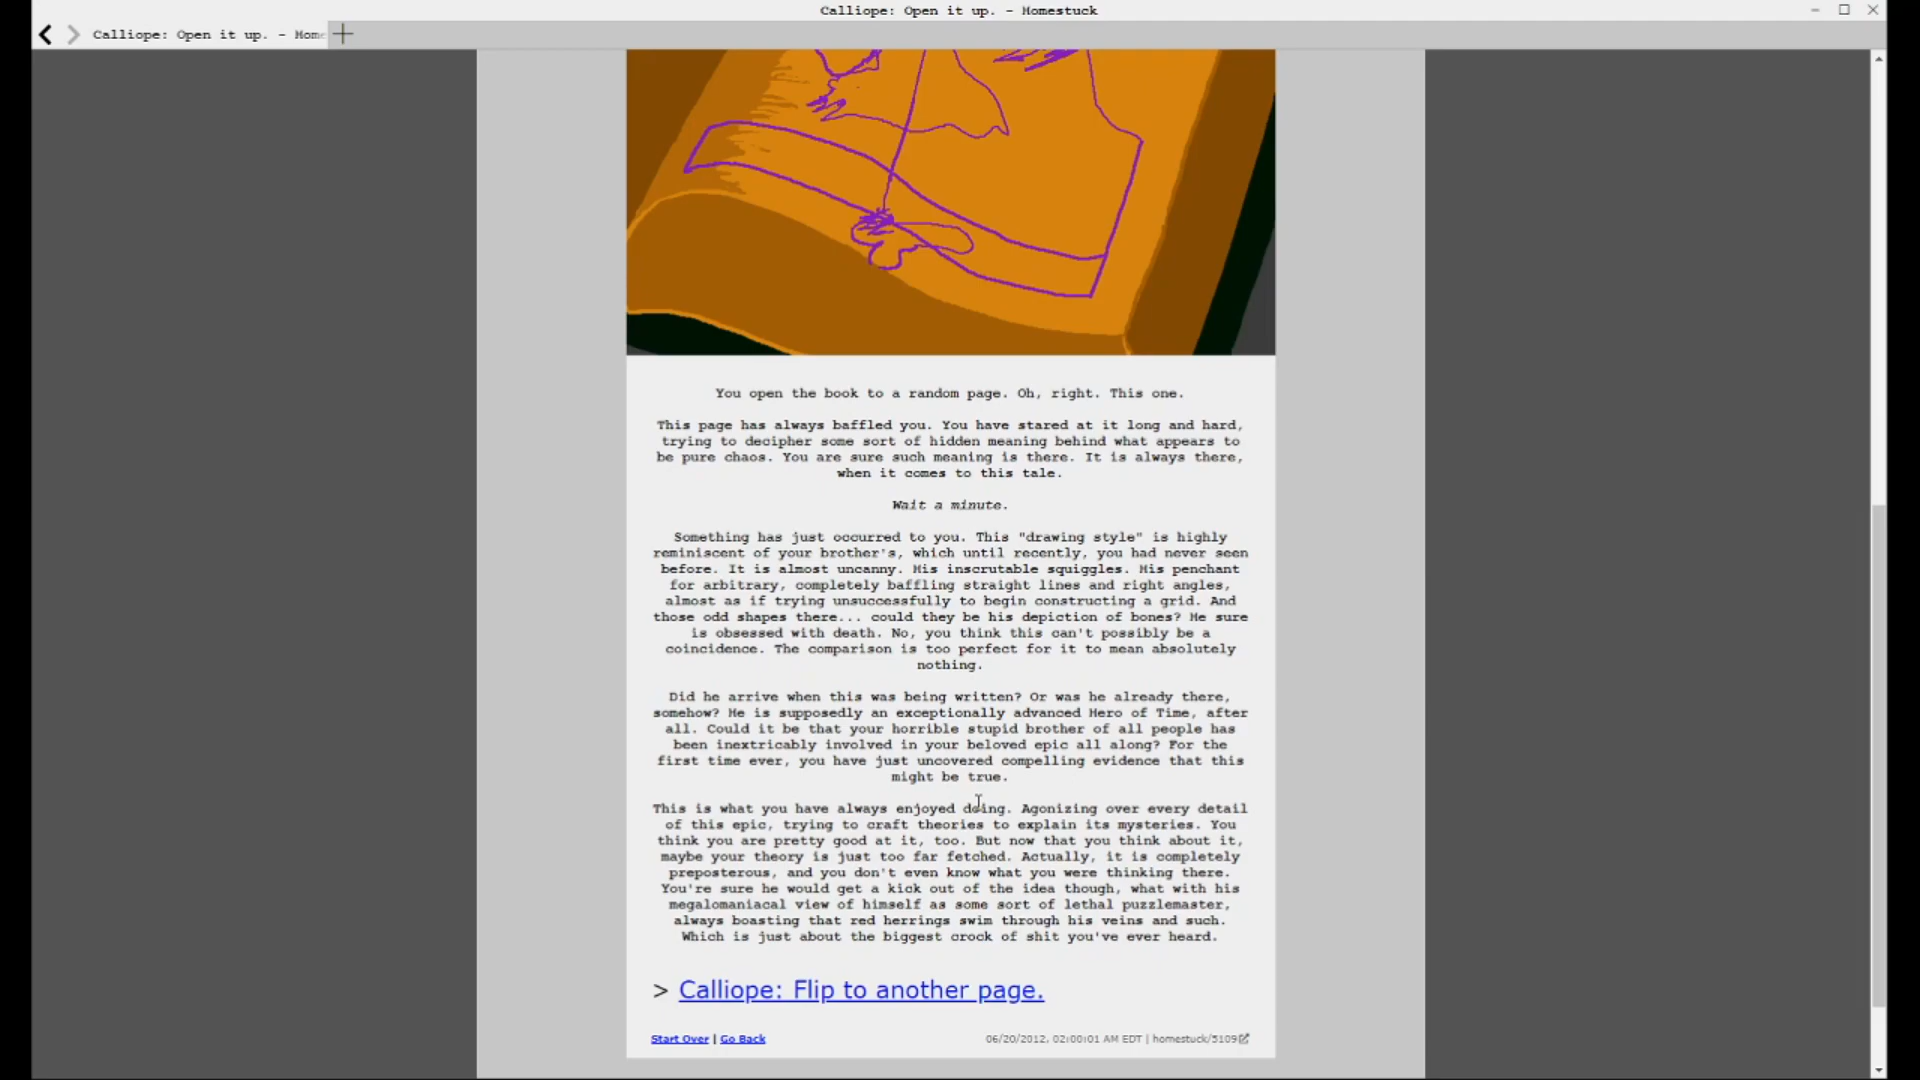 Calliope: Open it up. - Homestuck
Calliope: Open it up. - Hom
You open the book to a random page. Oh, right. This one.
This page has always baffled you. You have stared at it long and hard,
trying to decipher some sort of hidden meaning behind what appears to
be pure chaos. You are sure such meaning is there. It is always there,
when it comes to this tale.
Wait a minute.
Something has just occurred to you. This "drawing style" is highly
reminiscent of your brother's, which until recently, you had never seen
before. It is almost uncanny. His inscrutable squiggles. His penchant
for arbitrary, completely baffling straight lines and right angles,
almost as if trying unsuccessfully to begin constructing a grid. And
those odd shapes there... could they be his depiction of bones? He sure
is obsessed with death. No, you think this can't possibly be a
coincidence. The comparison is too perfect for it to mean absolutely
nothing.
Did he arrive when this was being written? Or was he already there,
somehow? He is supposedly an exceptionally advanced Hero of Time, after
all. Could it be that your horrible stupid brother of all people has
been inextricably involved in your beloved epic all along? For the
first time ever, you have just uncovered compelling evidence that this
might be true.
This is what you have always enjoyed doing. Agonizing over every detail
of this epic, trying to craft theories to explain its mysteries. You
think you are pretty good at it, too. But now that you think about it,
maybe your theory is just too far fetched. Actually, it is completely
preposterous, and you don't even know what you were thinking there.
You're sure he would get a kick out of the idea though, what with his
megalomaniacal view of himself as some sort of lethal puzzlemaster,
always boasting that red herrings swim through his veins and such.
Which is just about the biggest crock of shit you've ever heard.
> Calliope: Flip to another page.
Start Over | Go Back
06/20/2012, 02:00:01 AM EDT | homestuck/5109